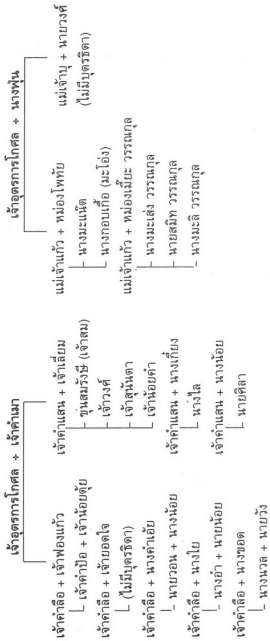 เจ้าอุตรการโกศล + เจ้าคำเมา
เจ้าคำลือ + เจ้าฟองแก้ว
เจ้าคำป้อ + เจ้าน้อยตุ้ย
เจ้าคำลือ + เจ้ายอดใจ
(ไม่มีบุตรธิดา)
เจ้าคำลือ + นางคำเอ้ย
นายวอน + นางน้อย
เจ้าคำลือ + นางใย
นางอำ + นายน้อย
เจ้าคำลือ + นางขอด
นางนวล + นายวัง
เจ้าคำแสน + เจ้าเลี่ยม
ขุนสมรังษี (เจ้าสม)
เจ้าวงศ์
เจ้าสุนันตา
เจ้าน้อยดำ
เจ้าคำแสน + นางเกี๋ยง
นางไล
เจ้าคำแสน + นางน้อย
นายศิลา
เจ้าอุตรการโกศล + นางฟุ่น
แม่เจ้าแก้ว + หม่องโพทัย
นางมะแน๊ต
นางกอบเกื้อ (มะโอ่ง)
แม่เจ้าแก้ว + หม่องเมี๊ยะ วรรณกุล
นางมะเส่ง วรรณกุล
นายสมิท วรรณกุล
นางมะลิ วรรณกุล
แม่เจ้าบุ + นายวงศ์
(ไม่มีบุตรธิดา)